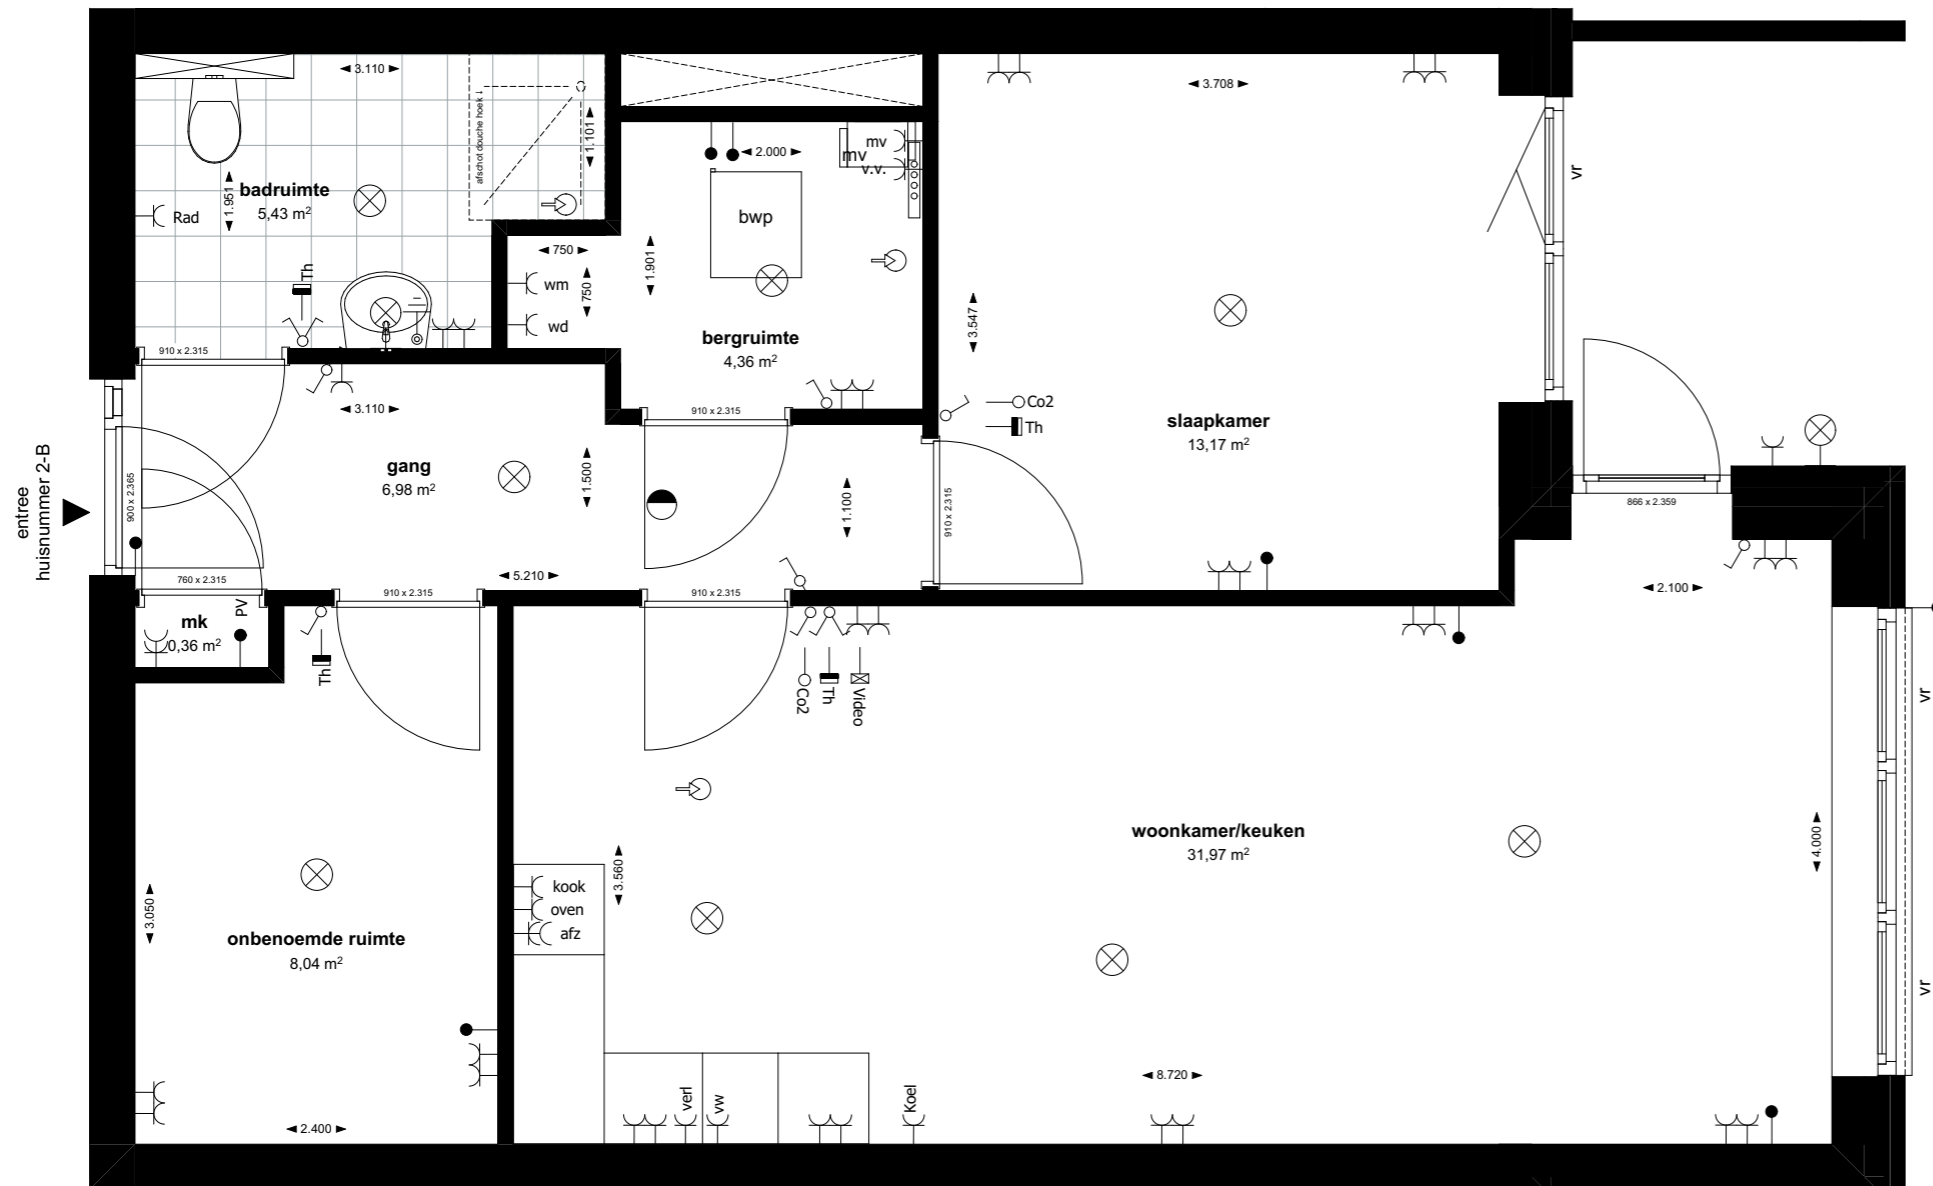 3.110
3.708
afschot douche hoek
1.101
mv
mv
v.v.
2.000
vr
badruimte
5,43 m²
1.951
Rad
bwp
750
wm
750
wd
1.901
Th
bergruimte
4,36 m²
3.547
910 x 2.315
3.110
910 x 2.315
Co2
Th
slaapkamer
13,17 m²
entree
huisnummer 2-B
900 x 2.365
gang
6,98 m²
1.500
1.100
910 x 2.315
866 x 2.359
760 x 2.315
910 x 2.315
5.210
910 x 2.315
2.100
mk
0,36 m²
PV
Th
Co2
Th
Video
vr
woonkamer/keuken
31,97 m²
4.000
3.560
kook
oven
afz
3.050
onbenoemde ruimte
8,04 m²
vr
8.720
verl
vw
Koel
2.400